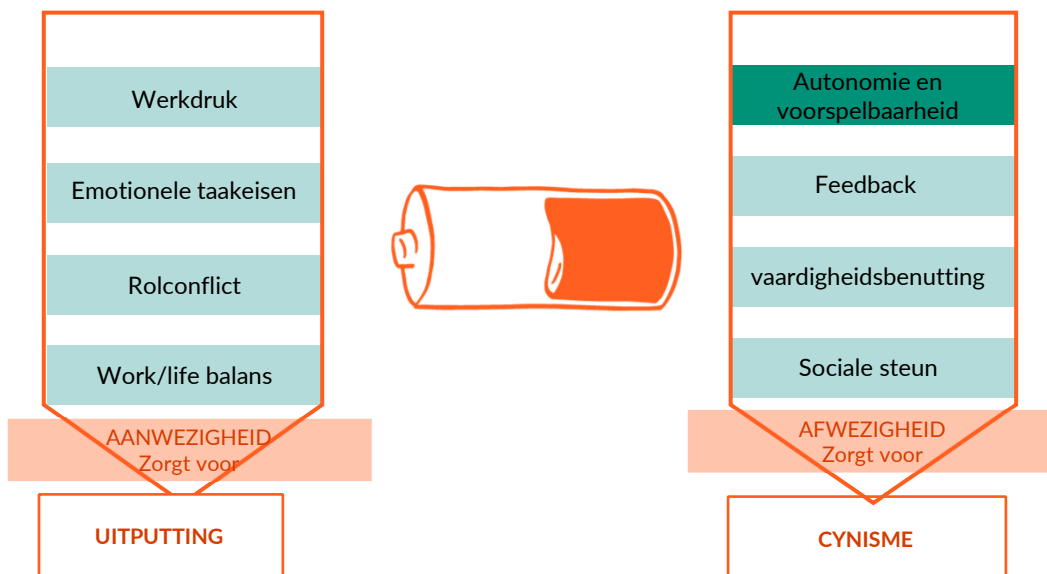 Werkdruk
Emotionele taakeisen
Rolconflict
Work/life balans
AANWEZIGHEID
Zorgt voor
UITPUTTING
Autonomie en
voorspelbaarheid
Feedback
vaardigheidsbenutting
Sociale steun
AFWEZIGHEID
Zorgt voor
CYNISME